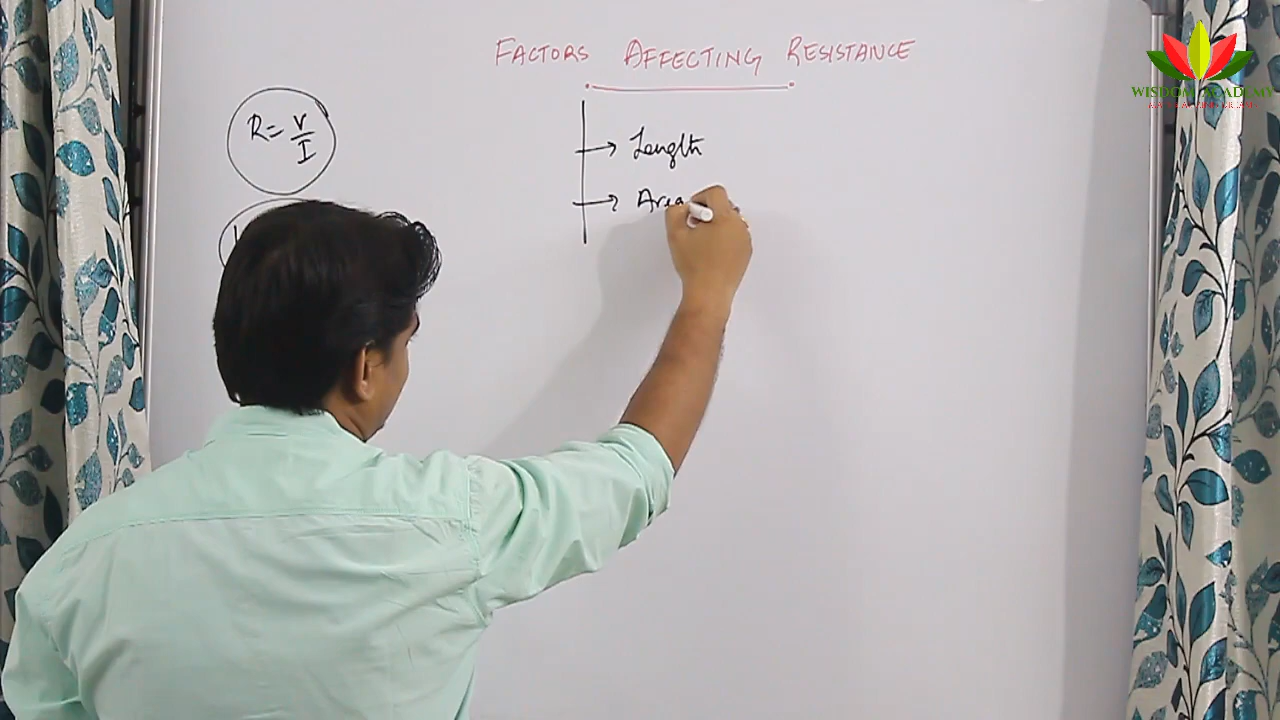 FACTORS AFFECTING RESISTANCE
WISDOM ACADEMY
R = V/I
Length
Area